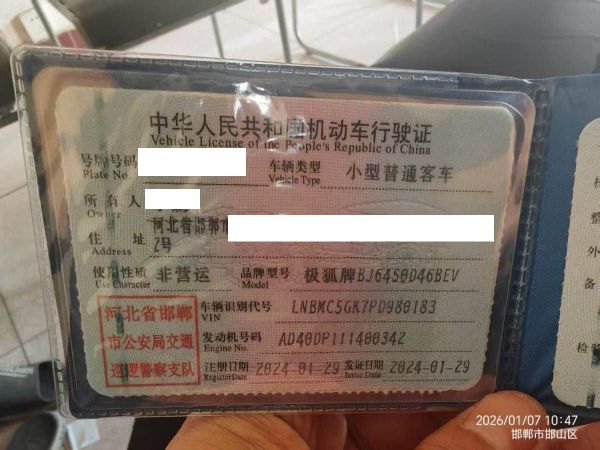 中华人民共和国机动车行驶证
Vehicle License of the People's Republic of China
号牌号码 车辆类型 小型普通客车
Plate No. Vehicle Type
所有人
Owner
河北省邯郸市
住址 2号
Address
使用性质 非营运 品牌型号 极狐牌BJ6450D46BEV
Use Character Model
河北省邯郸 车辆识别代号 LNBMC5GK7PD980183
VIN
市公安局交通 发动机号码 AD40DP111400342
Engine No.
巡逻警察支队 注册日期 2024-01-29 发证日期 2024-01-29
Register Date Issue Date
2026/01/07 10:47
邯郸市邯山区